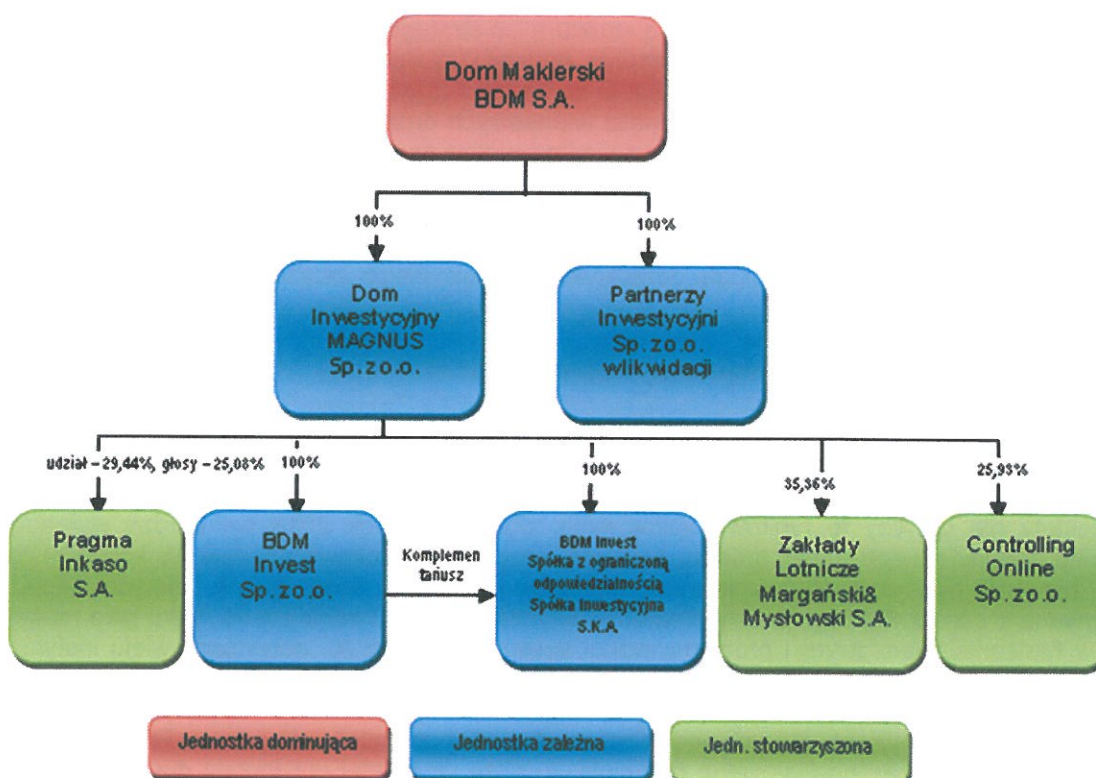 Dom Maklerski
BDM S.A.
100%
100%
Dom
Inwestycyjny
MAGNUS
Sp. z o.o.
Partnerzy
Inwestycyjni
Sp. z o.o.
wlikwidacji
udział – 29,44%, głosy – 25,08%
100%
100%
35,36%
25,93%
Pragma
Inkaso
S.A.
BDM
Invest
Sp. z o.o.
Komplemen
tariusz
BDM Invest
Spółka z ograniczoną
odpowiedzialnością
Spółka Inwestycyjna
S.K.A.
Zakłady
Lotnicze
Margański&
Mysłowski S.A.
Controlling
Online
Sp. z o.o.
Jednostka dominująca
Jednostka zależna
Jedn. stowarzyszona